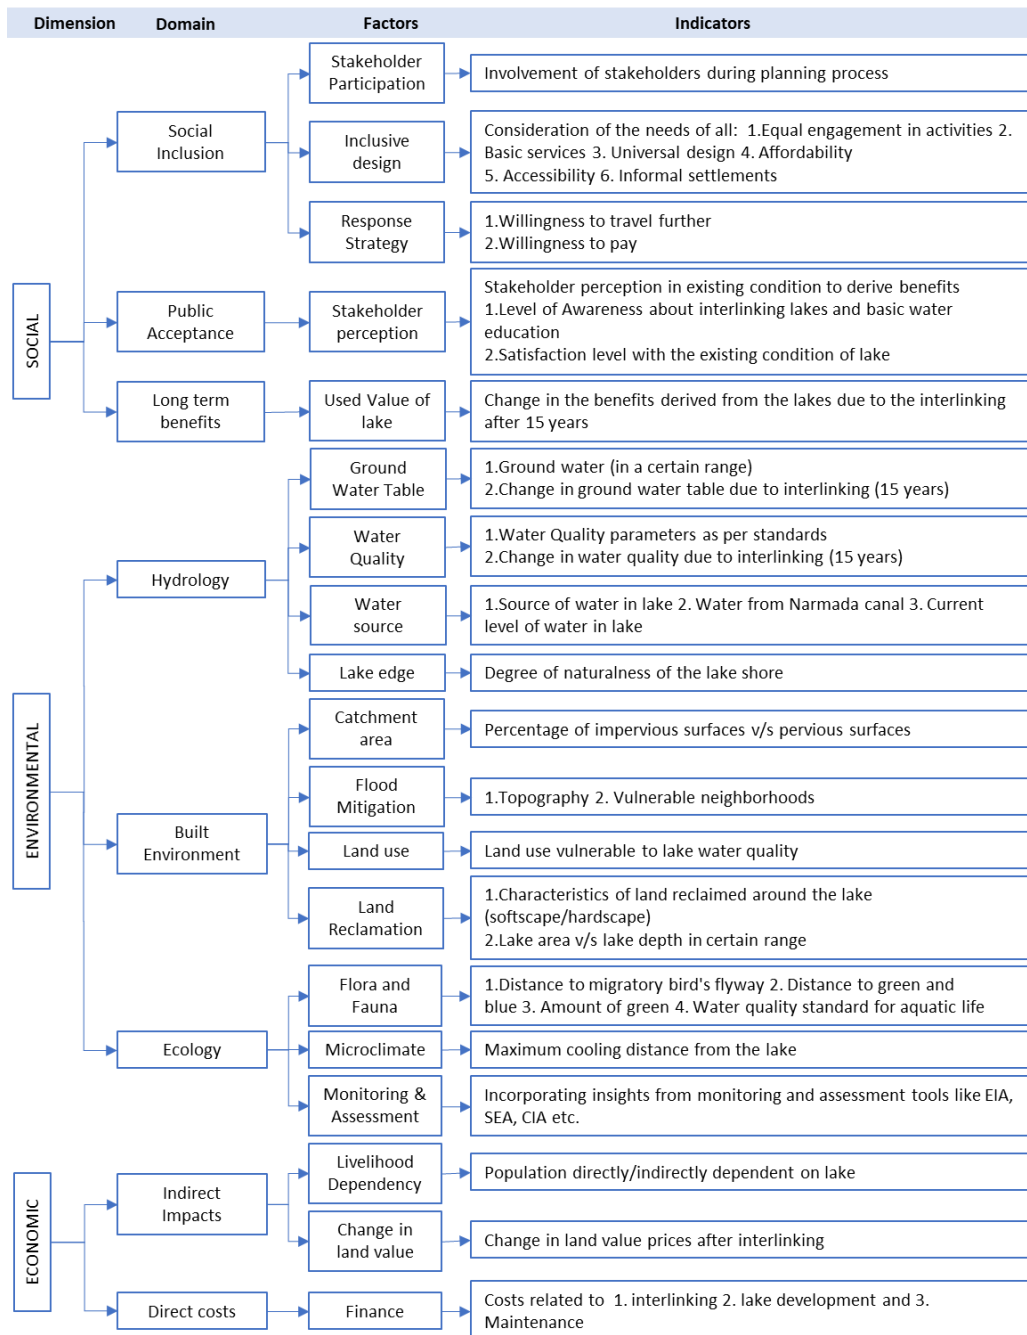 Dimension Domain Factors Indicators
SOCIAL
Social
Inclusion
Stakeholder
Participation
Involvement of stakeholders during planning process
Inclusive
design
Consideration of the needs of all:  1.Equal engagement in activities 2.
Basic services 3. Universal design 4. Affordability
5. Accessibility 6. Informal settlements
Response
Strategy
1.Willingness to travel further
2.Willingness to pay
Public
Acceptance
Stakeholder
perception
Stakeholder perception in existing condition to derive benefits
1.Level of Awareness about interlinking lakes and basic water
education
2.Satisfaction level with the existing condition of lake
Long term
benefits
Used Value of
lake
Change in the benefits derived from the lakes due to the interlinking
after 15 years
ENVIRONMENTAL
Hydrology
Ground
Water Table
1.Ground water (in a certain range)
2.Change in ground water table due to interlinking (15 years)
Water
Quality
1.Water Quality parameters as per standards
2.Change in water quality due to interlinking (15 years)
Water
source
1.Source of water in lake 2. Water from Narmada canal 3. Current
level of water in lake
Lake edge
Degree of naturalness of the lake shore
Built
Environment
Catchment
area
Percentage of impervious surfaces v/s pervious surfaces
Flood
Mitigation
1.Topography 2. Vulnerable neighborhoods
Land use
Land use vulnerable to lake water quality
Land
Reclamation
1.Characteristics of land reclaimed around the lake
(softscape/hardscape)
2.Lake area v/s lake depth in certain range
Ecology
Flora and
Fauna
1.Distance to migratory bird's flyway 2. Distance to green and
blue 3. Amount of green 4. Water quality standard for aquatic life
Microclimate
Maximum cooling distance from the lake
Monitoring &
Assessment
Incorporating insights from monitoring and assessment tools like EIA,
SEA, CIA etc.
ECONOMIC
Indirect
Impacts
Livelihood
Dependency
Population directly/indirectly dependent on lake
Change in
land value
Change in land value prices after interlinking
Direct costs
Finance
Costs related to  1. interlinking 2. lake development and 3.
Maintenance